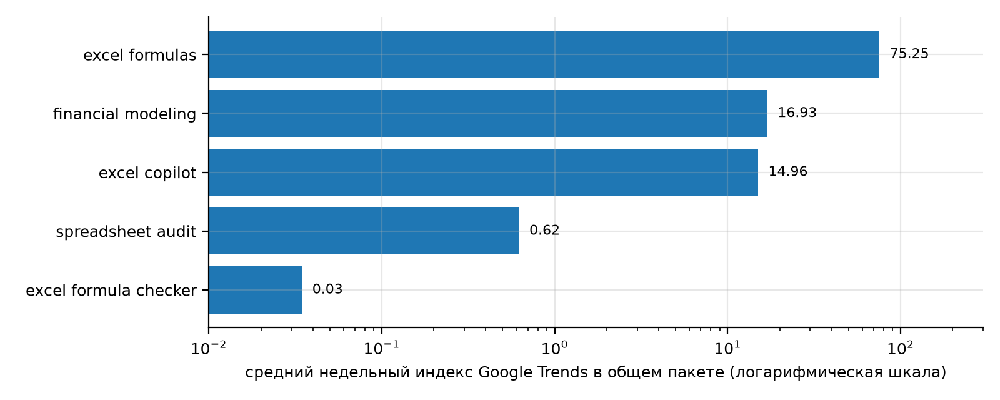 excel formulas
75.25
financial modeling
16.93
excel copilot
14.96
spreadsheet audit
0.62
excel formula checker
0.03
10⁻² 10⁻¹ 10⁰ 10¹ 10²
средний недельный индекс Google Trends в общем пакете (логарифмическая шкала)